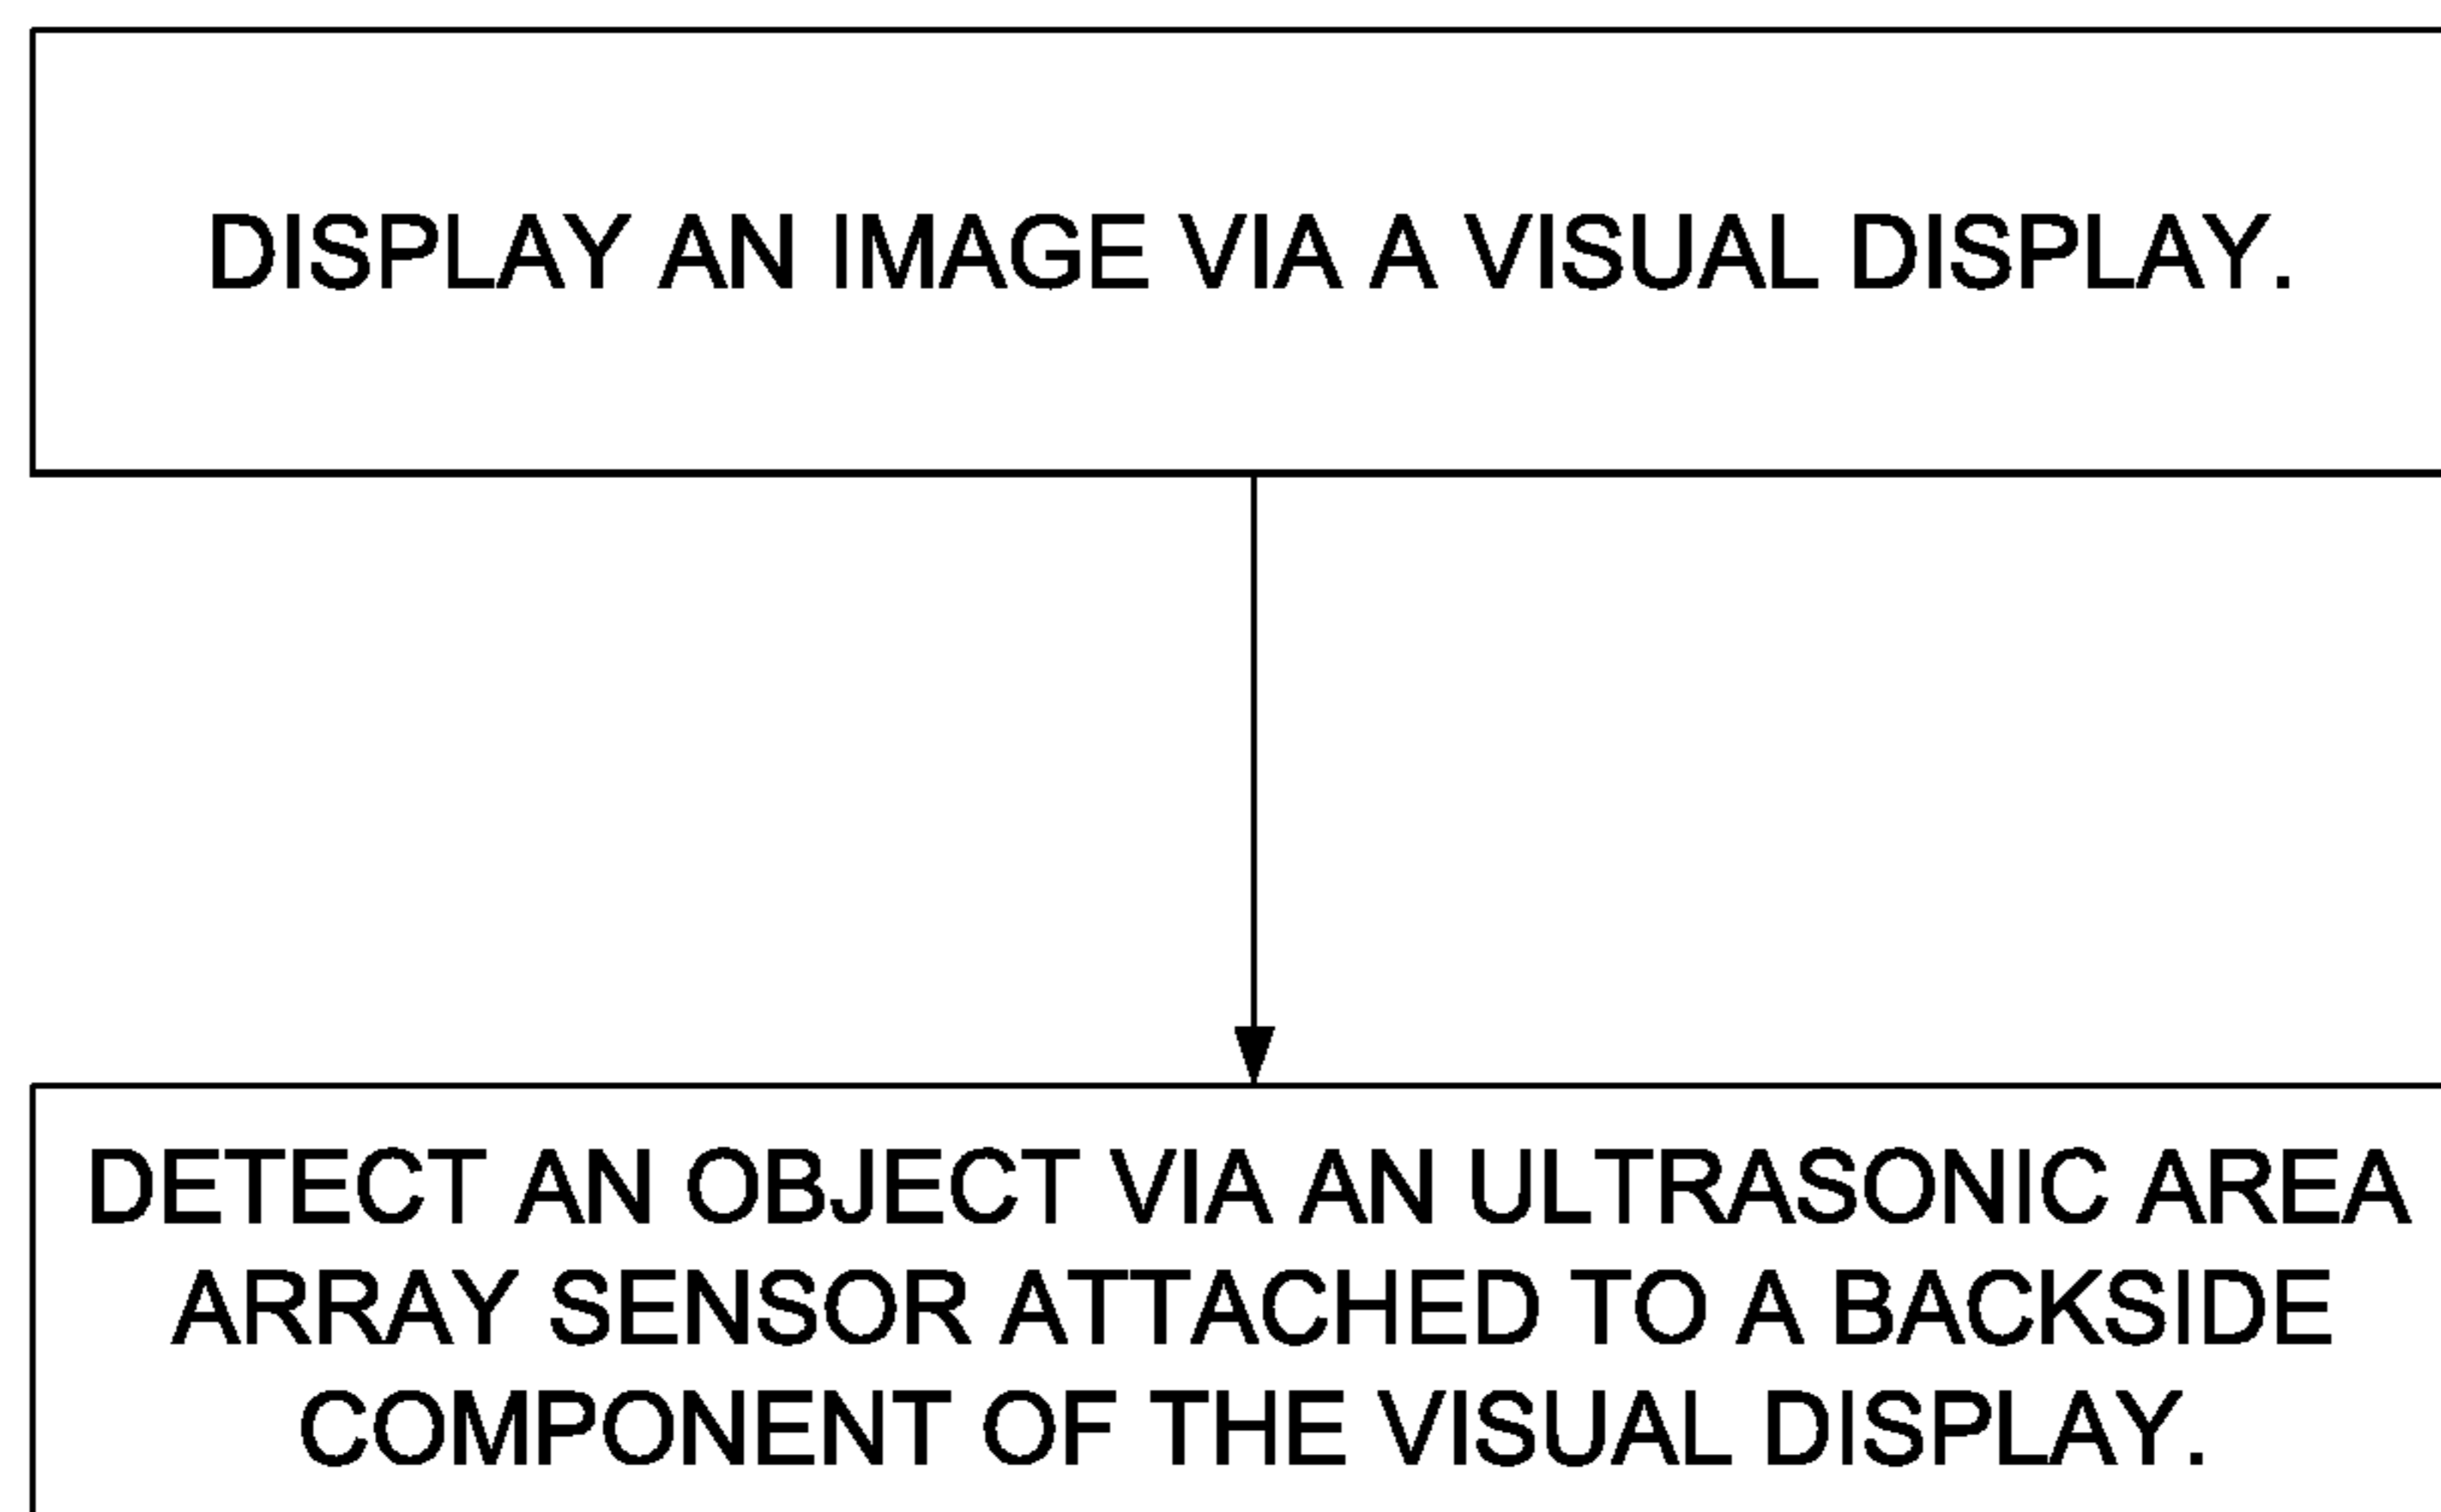 DISPLAY AN IMAGE VIA A VISUAL DISPLAY.
DETECT AN OBJECT VIA AN ULTRASONIC AREA
ARRAY SENSOR ATTACHED TO A BACKSIDE
COMPONENT OF THE VISUAL DISPLAY.